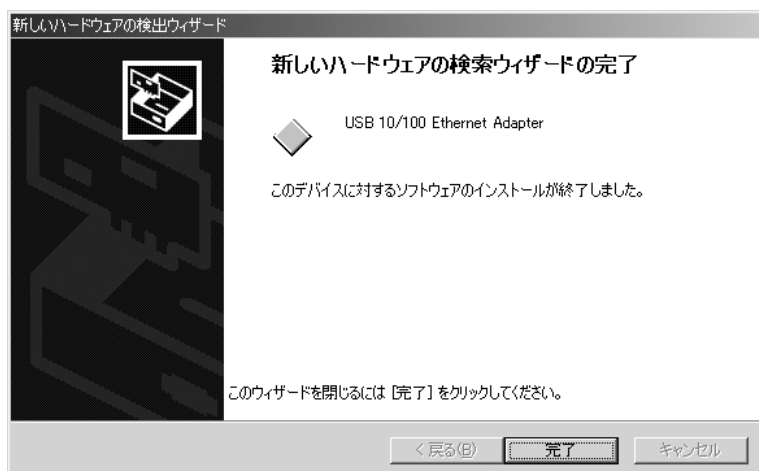 新しいハードウェアの検出ウィザード
新しいハードウェアの検索ウィザードの完了
USB 10/100 Ethernet Adapter
このデバイスに対するソフトウェアのインストールが終了しました。
このウィザードを閉じるには [完了] をクリックしてください。
< 戻る(B)
完了
キャンセル